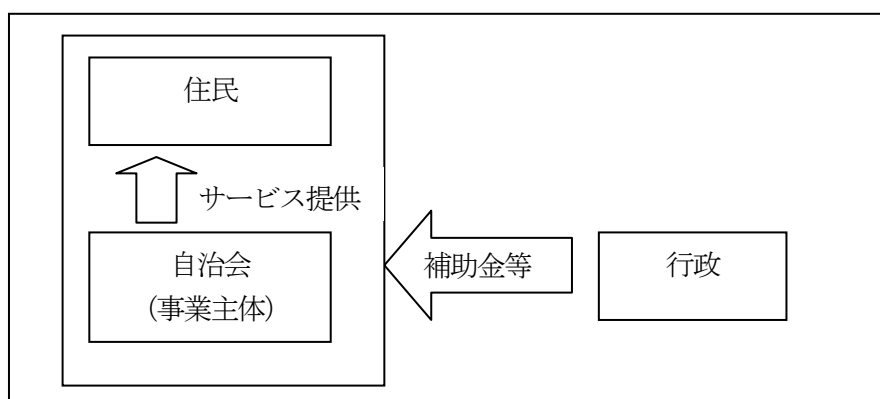 住民
サービス提供
自治会
(事業主体)
補助金等
行政